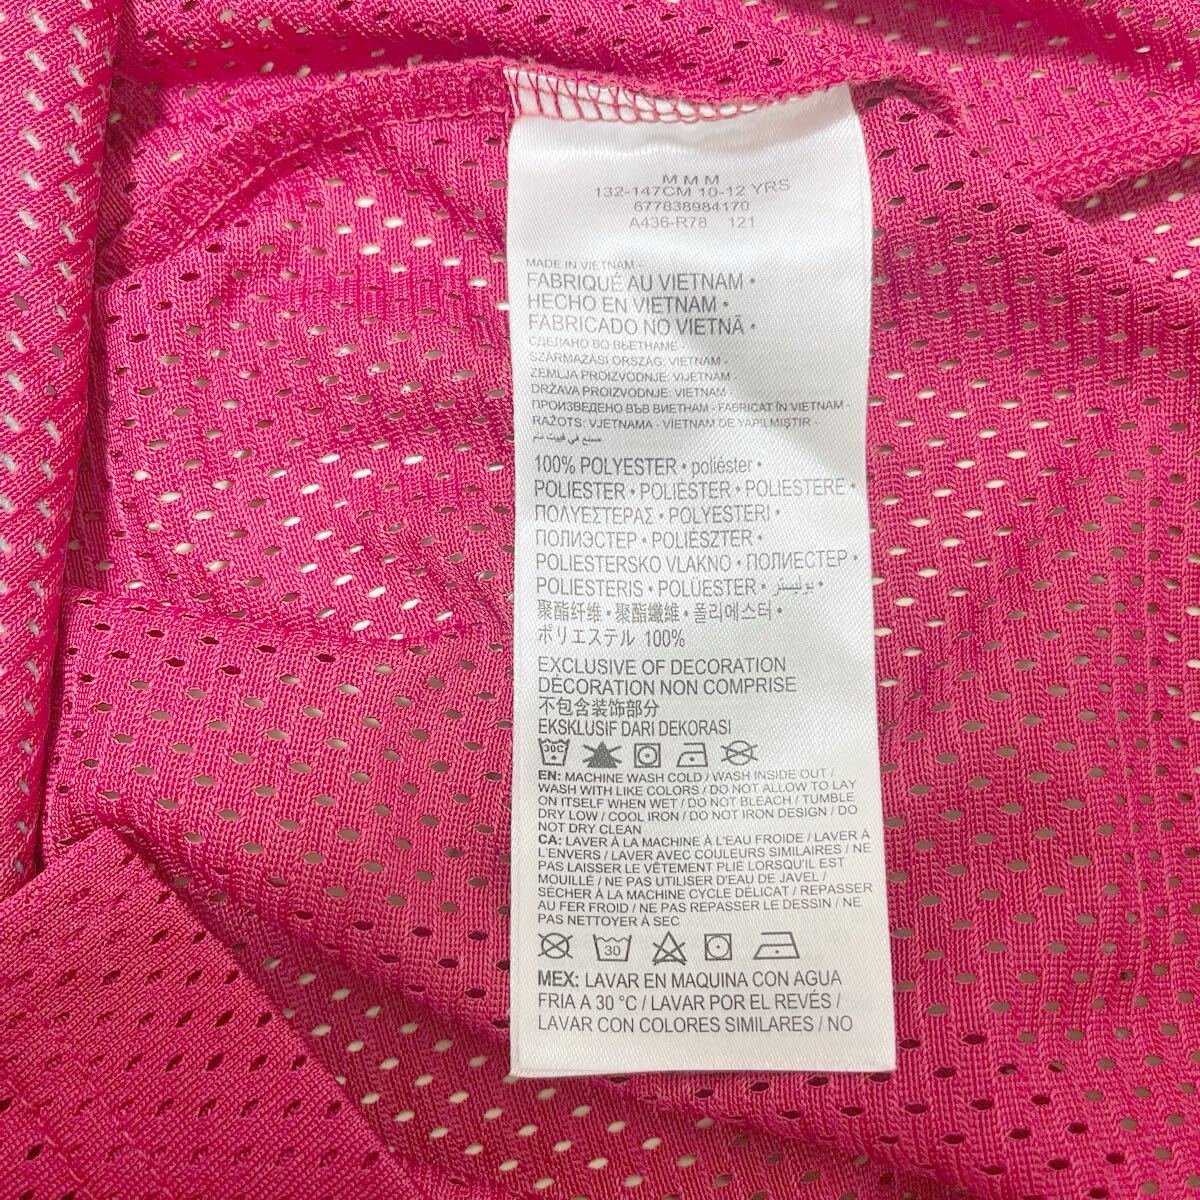 M M M
132-147CM 10-12 YRS
677838984170
A436-R78 121
MADE IN VIETNAM -
FABRIQUÉ AU VIETNAM •
HECHO EN VIETNAM •
FABRICADO NO VIETNÃ •
СДЕЛАНО ВО ВЬЕТНАМЕ -
SZÁRMAZÁSI ORSZÁG: VIETNAM -
ZEMLJA PROIZVODNJE: VIJETNAM -
DRŽAVA PROIZVODNJE: VIETNAM -
ПРОИЗВЕДЕНО ВЪВ ВИЕТНАМ - FABRICAT ÎN VIETNAM -
RAŽOTS: VJETNAMA - VIETNAM DE YAPILMIŞTIR -
صنع في فييت نام
100% POLYESTER • poliéster •
POLIESTER • POLIÉSTER • POLIESTERE •
ΠΟΛΥΕΣΤΕΡΑΣ • POLYESTERI •
ПОЛИЭСТЕР • POLIÉSZTER •
POLIESTERSKO VLAKNO • ПОЛИЕСТЕР •
POLIESTERIS • POLÜESTER • بوليستر •
聚酯纤维 • 聚酯纖維 • 폴리에스터 •
ポリエステル 100%
EXCLUSIVE OF DECORATION
DÉCORATION NON COMPRISE
不包含装饰部分
EKSKLUSIF DARI DEKORASI
30C
EN: MACHINE WASH COLD / WASH INSIDE OUT /
WASH WITH LIKE COLORS / DO NOT ALLOW TO LAY
ON ITSELF WHEN WET / DO NOT BLEACH / TUMBLE
DRY LOW / COOL IRON / DO NOT IRON DESIGN / DO
NOT DRY CLEAN
CA: LAVER À LA MACHINE À L'EAU FROIDE / LAVER À
L'ENVERS / LAVER AVEC COULEURS SIMILAIRES / NE
PAS LAISSER LE VÊTEMENT PLIÉ LORSQU'IL EST
MOUILLÉ / NE PAS UTILISER D'EAU DE JAVEL /
SÉCHER À LA MACHINE CYCLE DÉLICAT / REPASSER
AU FER FROID / NE PAS REPASSER LE DESSIN / NE
PAS NETTOYER À SEC
30
MEX: LAVAR EN MAQUINA CON AGUA
FRIA A 30 °C / LAVAR POR EL REVÉS /
LAVAR CON COLORES SIMILARES / NO